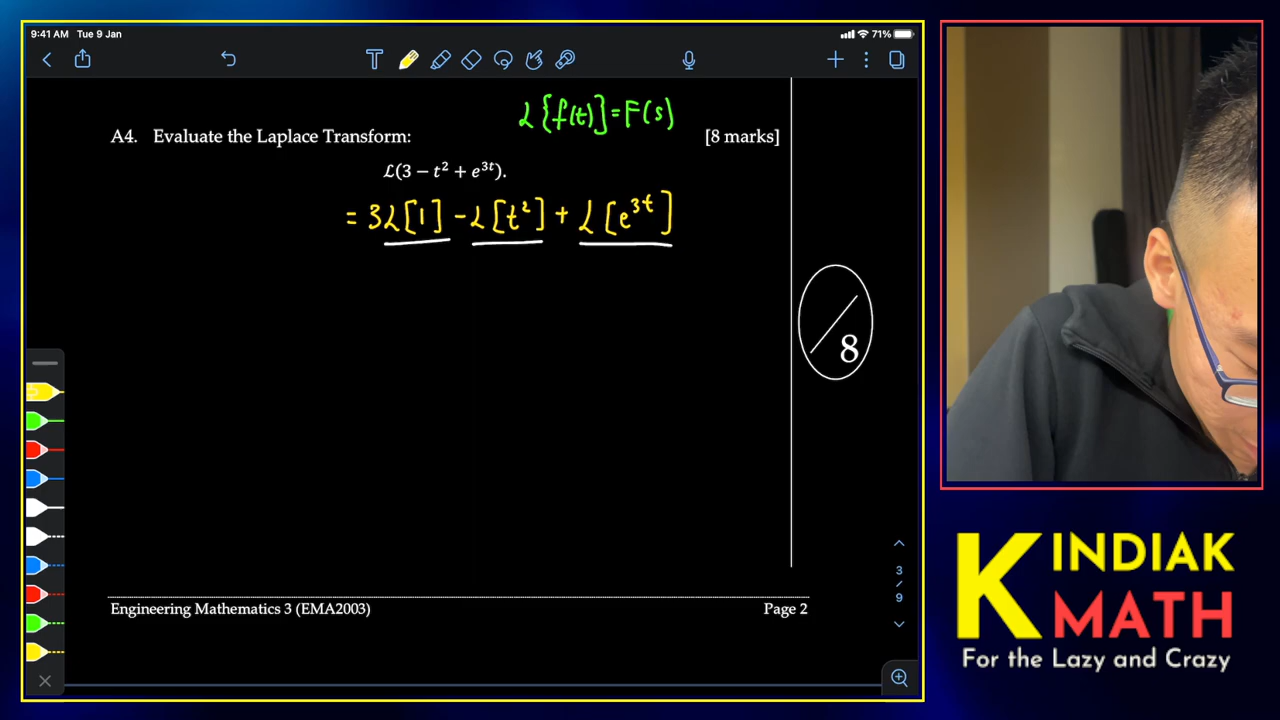 9:41 AM Tue 9 Jan 71%
T
ℒ{f(t)}=F(s)
A4. Evaluate the Laplace Transform: [8 marks]
ℒ(3 − t² + e³ᵗ).
= 3ℒ[1] − ℒ[t²] + ℒ[e³ᵗ]
/8
3
/
9
Engineering Mathematics 3 (EMA2003) Page 2
KINDIAK
MATH
For the Lazy and Crazy